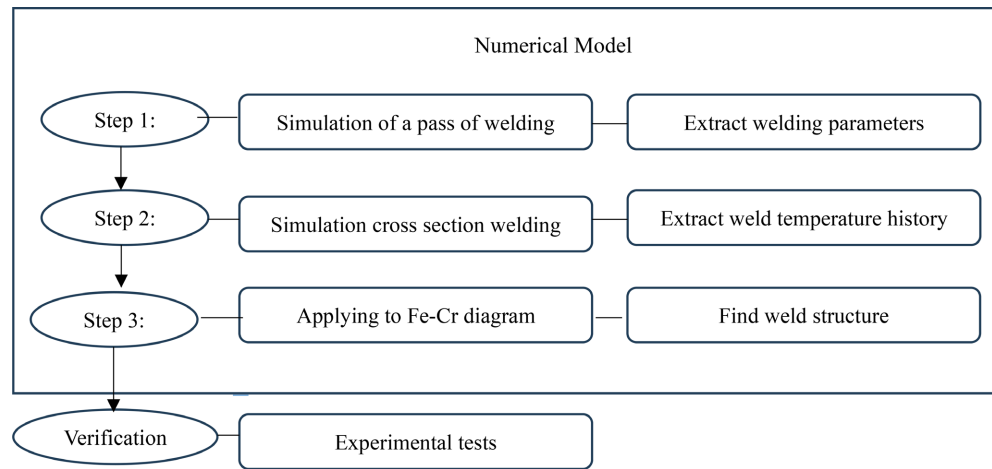 Numerical Model
Step 1:
Simulation of a pass of welding
Extract welding parameters
Step 2:
Simulation cross section welding
Extract weld temperature history
Step 3:
Applying to Fe-Cr diagram
Find weld structure
Verification
Experimental tests